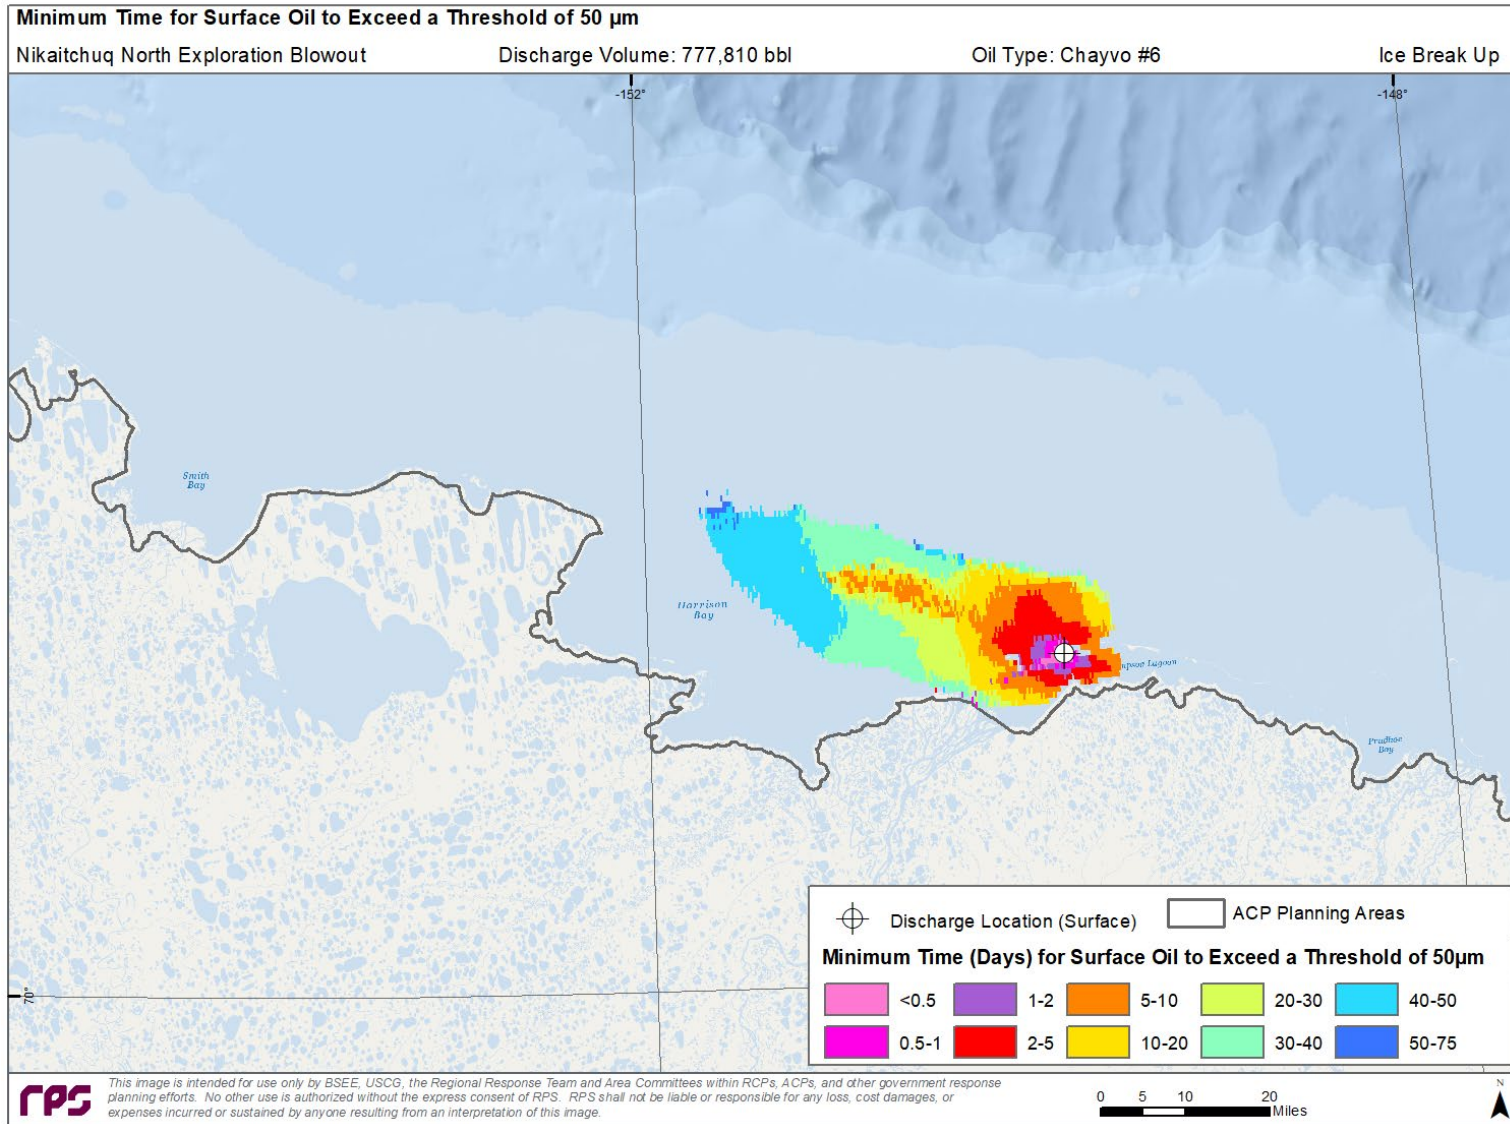 Minimum Time for Surface Oil to Exceed a Threshold of 50 µm
Nikaitchuq North Exploration Blowout Discharge Volume: 777,810 bbl Oil Type: Chayvo #6 Ice Break Up
-152° -148°
Smith
Bay
Harrison
Bay
Lagoon
Prudhoe
Bay
70°
Discharge Location (Surface) ACP Planning Areas
Minimum Time (Days) for Surface Oil to Exceed a Threshold of 50µm
<0.5 1-2 5-10 20-30 40-50
0.5-1 2-5 10-20 30-40 50-75
rps
This image is intended for use only by BSEE, USCG, the Regional Response Team and Area Committees within RCPs, ACPs, and other government response
planning efforts. No other use is authorized without the express consent of RPS. RPS shall not be liable or responsible for any loss, cost damages, or
expenses incurred or sustained by anyone resulting from an interpretation of this image.
0 5 10 20
Miles
N